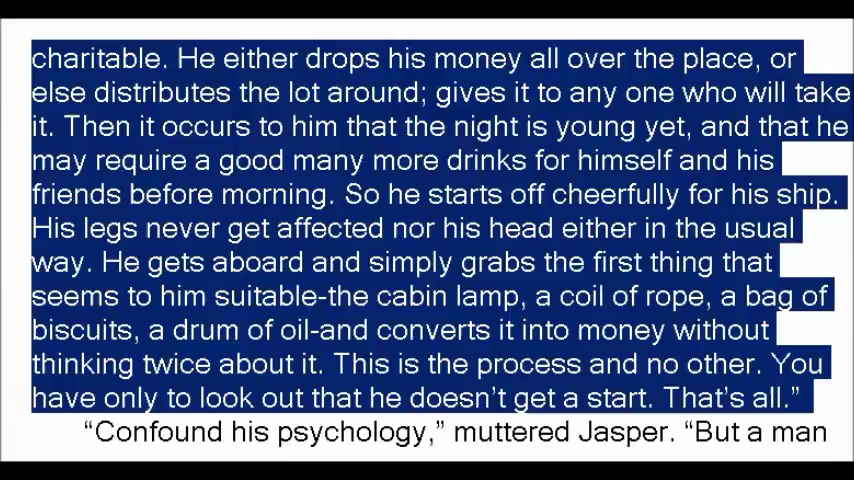 charitable. He either drops his money all over the place, or
else distributes the lot around; gives it to any one who will take
it. Then it occurs to him that the night is young yet, and that he
may require a good many more drinks for himself and his
friends before morning. So he starts off cheerfully for his ship.
His legs never get affected nor his head either in the usual
way. He gets aboard and simply grabs the first thing that
seems to him suitable-the cabin lamp, a coil of rope, a bag of
biscuits, a drum of oil-and converts it into money without
thinking twice about it. This is the process and no other. You
have only to look out that he doesn’t get a start. That’s all.”
“Confound his psychology,” muttered Jasper. “But a man